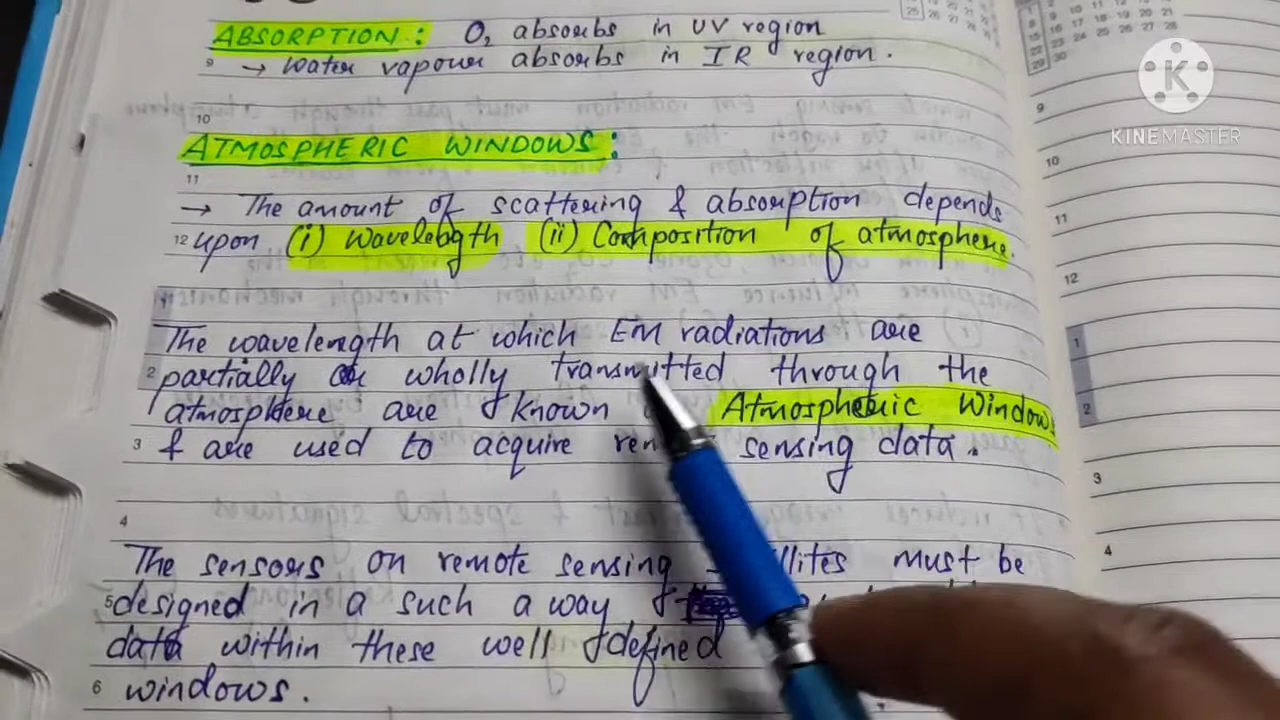 ABSORPTION: O₂ absorbs in UV region
→ Water vapour absorbs in IR region.
ATMOSPHERIC WINDOWS:
→ The amount of scattering & absorption depends
upon (i) Wavelength (ii) Composition of atmosphere.
The wavelength at which EM radiations are
partially or wholly transmitted through the
atmosphere are known Atmospheric Window
& are used to acquire sensing data.
The sensors on remote sensing must be
designed in a such a way
data within these well defined
windows.
K
KINEMASTER